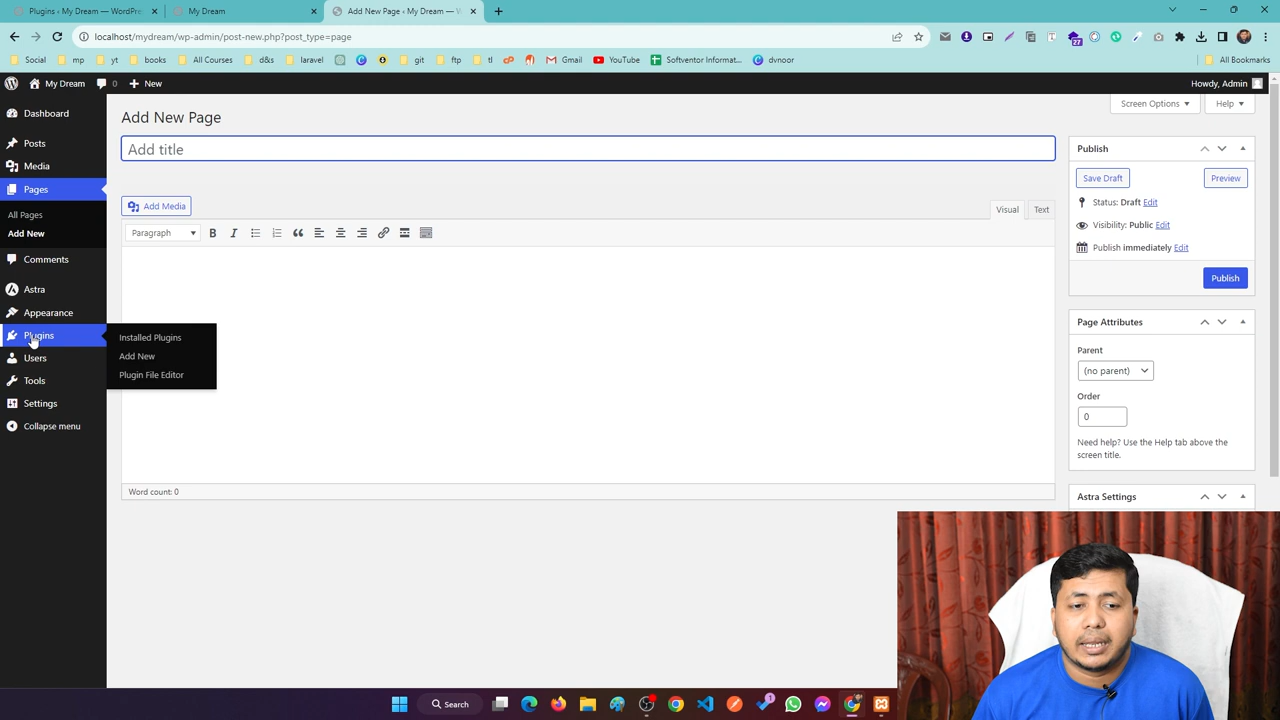 Plugins ‹ My Dream — WordPre
My Dream
Add New Page ‹ My Dream — W
localhost/mydream/wp-admin/post-new.php?post_type=page
27
Social
mp
yt
books
All Courses
d&s
laravel
git
ftp
tl
Gmail
YouTube
Softventor Informat...
dvnoor
All Bookmarks
My Dream
0
New
Howdy, Admin
Dashboard
Posts
Media
Pages
All Pages
Add New
Comments
Astra
Appearance
Plugins
Installed Plugins
Add New
Plugin File Editor
Users
Tools
Settings
Collapse menu
Screen Options
Help
Add New Page
Add title
Add Media
Visual
Text
Paragraph
B
I
Word count: 0
Publish
Save Draft
Preview
Status: Draft Edit
Visibility: Public Edit
Publish immediately Edit
Publish
Page Attributes
Parent
(no parent)
Order
0
Need help? Use the Help tab above the
screen title.
Astra Settings
Search
1